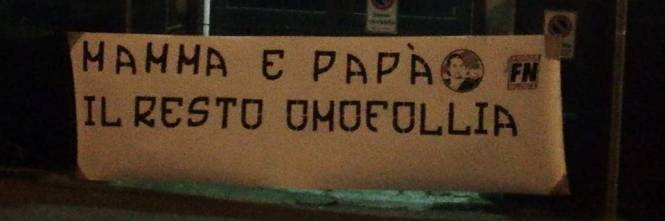 MAMMA E PAPÀ
FN
IL RESTO OMOFOLLIA